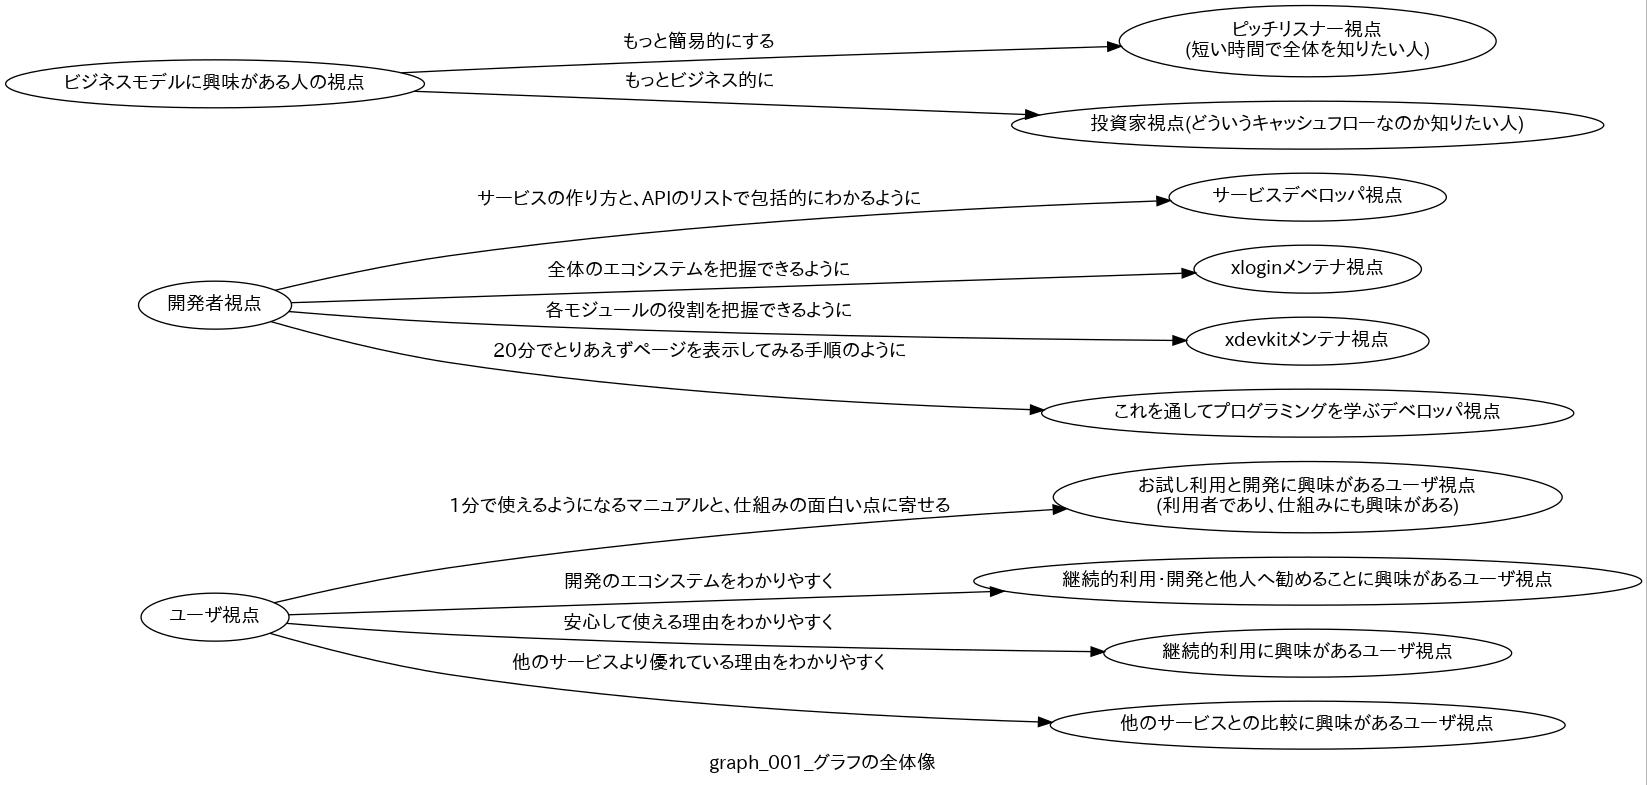 もっと簡易的にする
ピッチリスナー視点
(短い時間で全体を知りたい人)
ビジネスモデルに興味がある人の視点
もっとビジネス的に
投資家視点(どういうキャッシュフローなのか知りたい人)
サービスの作り方と、APIのリストで包括的にわかるように
サービスデベロッパ視点
全体のエコシステムを把握できるように
xloginメンテナ視点
開発者視点
各モジュールの役割を把握できるように
xdevkitメンテナ視点
20分でとりあえずページを表示してみる手順のように
これを通してプログラミングを学ぶデベロッパ視点
1分で使えるようになるマニュアルと、仕組みの面白い点に寄せる
お試し利用と開発に興味があるユーザ視点
(利用者であり、仕組みにも興味がある)
開発のエコシステムをわかりやすく
継続的利用・開発と他人へ勧めることに興味があるユーザ視点
ユーザ視点
安心して使える理由をわかりやすく
継続的利用に興味があるユーザ視点
他のサービスより優れている理由をわかりやすく
他のサービスとの比較に興味があるユーザ視点
graph_001_グラフの全体像